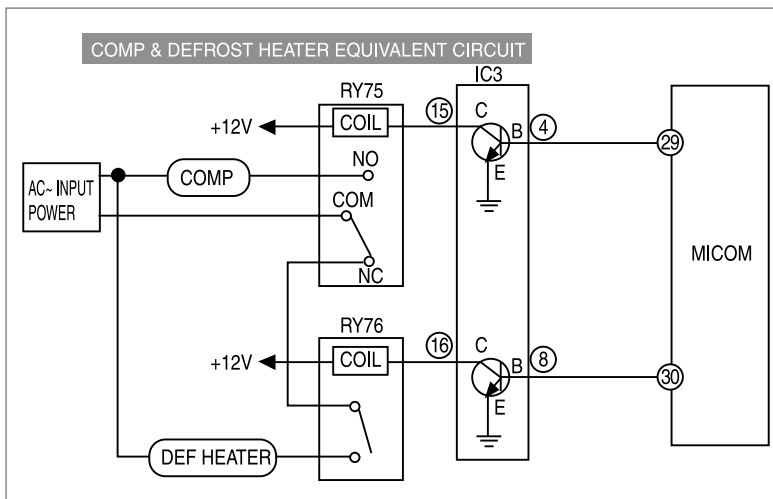 COMP & DEFROST HEATER EQUIVALENT CIRCUIT
IC3
RY75
+12V
COIL
15
C
B
4
E
29
NO
COMP
AC~ INPUT
POWER
COM
NC
MICOM
RY76
+12V
COIL
16
C
B
8
E
30
DEF HEATER